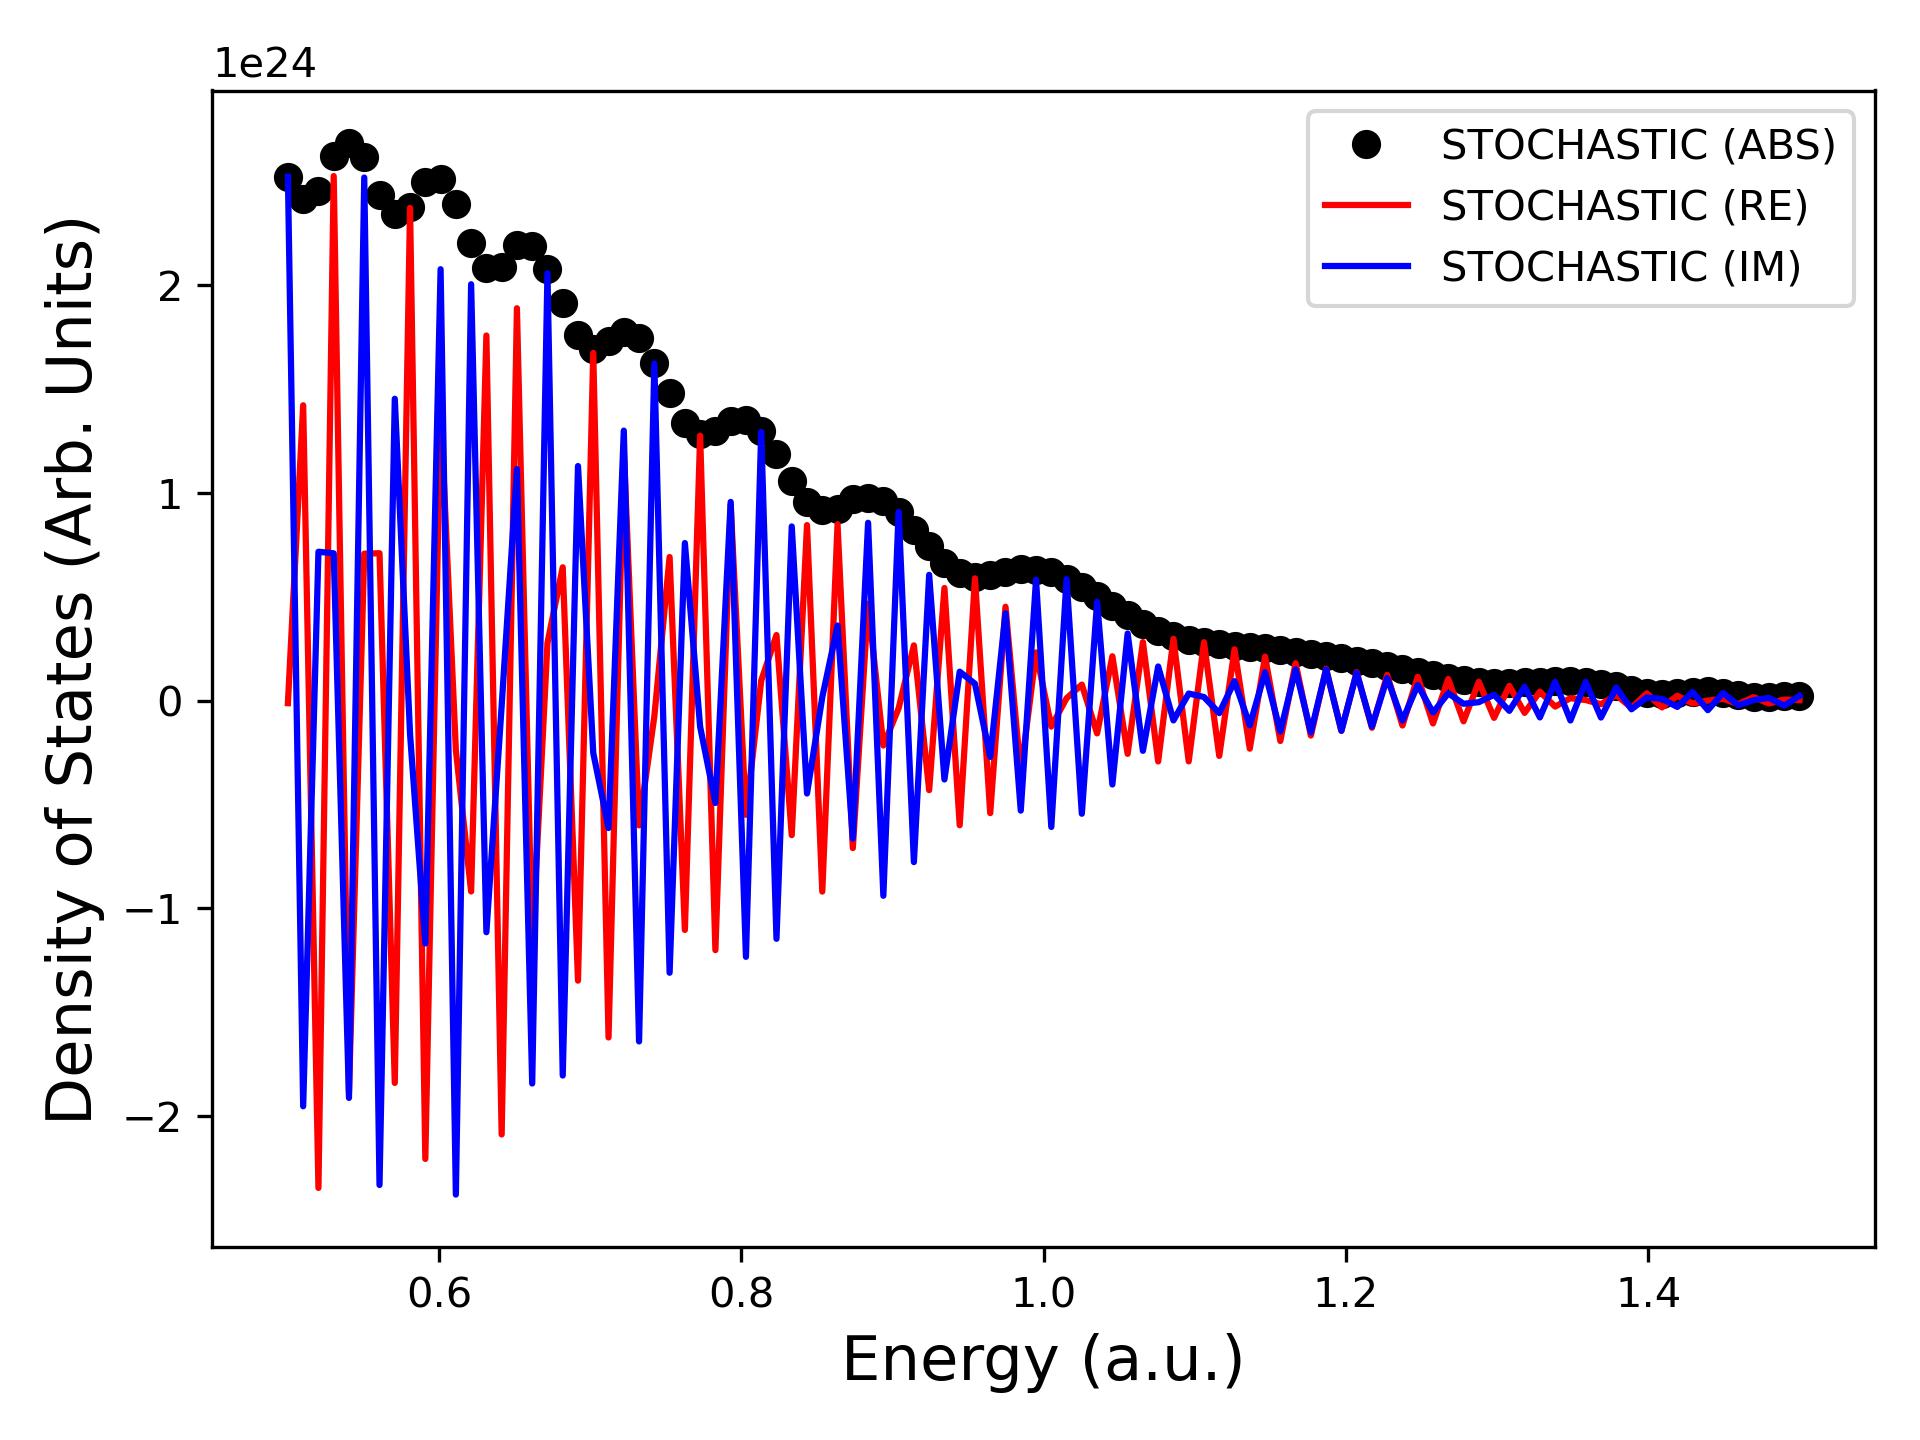 1e24
STOCHASTIC (ABS)
STOCHASTIC (RE)
STOCHASTIC (IM)
Density of States (Arb. Units)
2
1
0
−1
−2
0.6
0.8
1.0
1.2
1.4
Energy (a.u.)